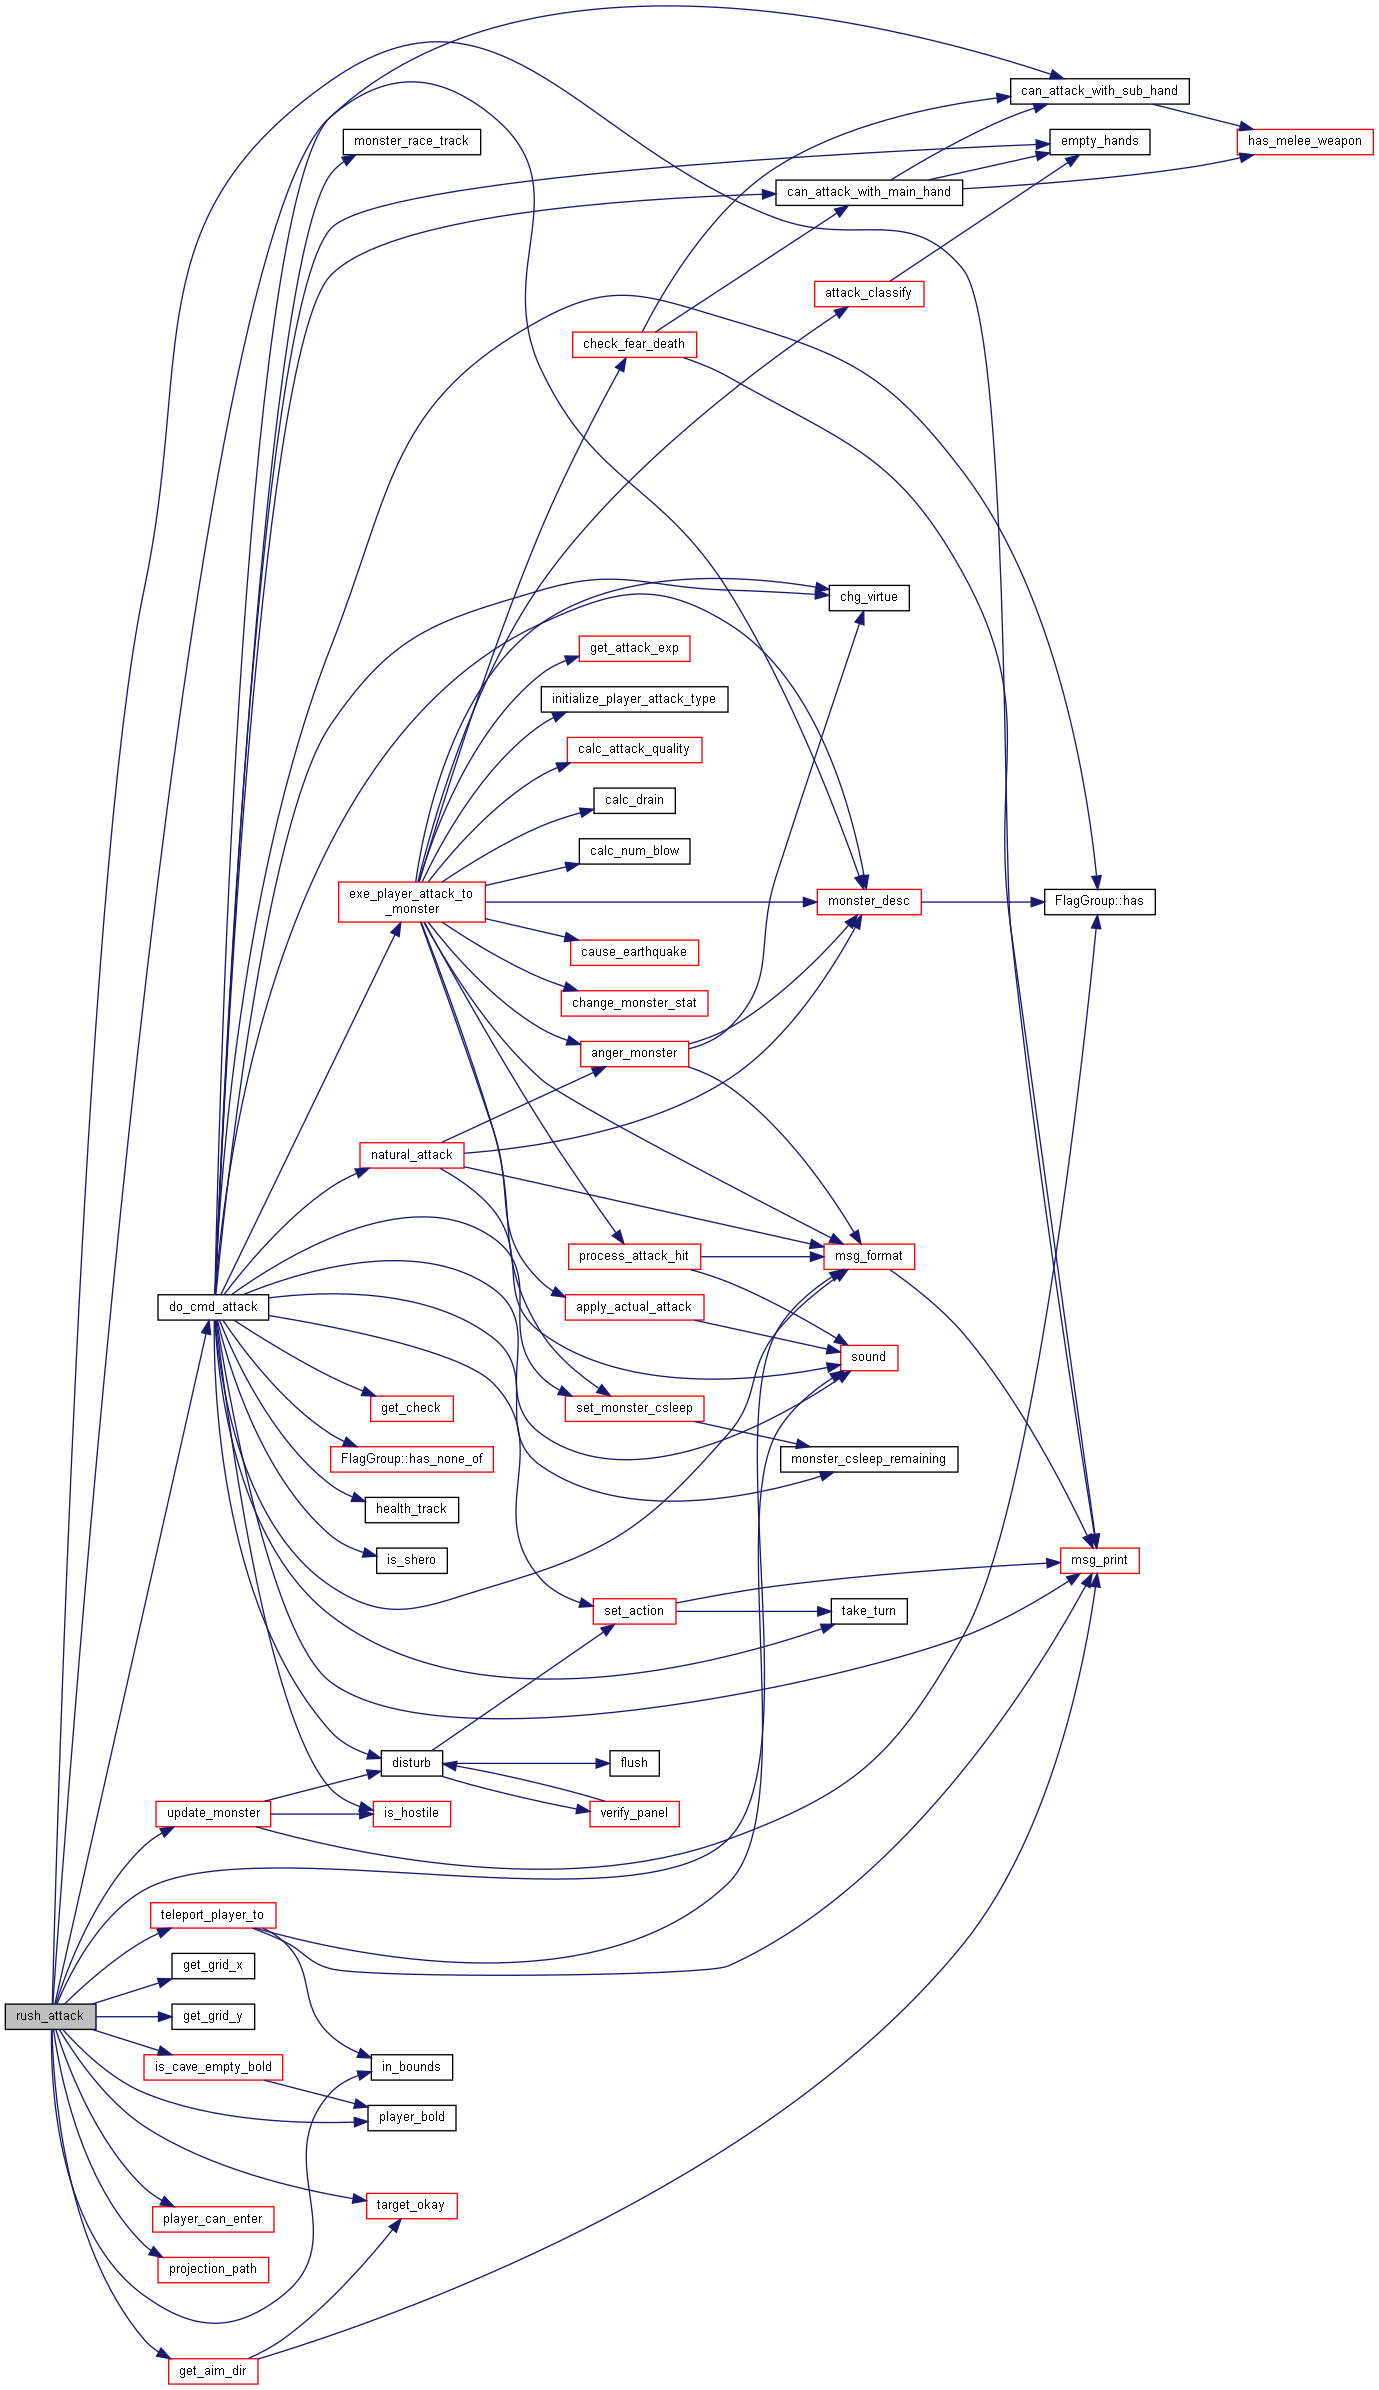 can_attack_with_sub_hand
monster_race_track
empty_hands
has_melee_weapon
can_attack_with_main_hand
attack_classify
check_fear_death
chg_virtue
get_attack_exp
initialize_player_attack_type
calc_attack_quality
calc_drain
calc_num_blow
exe_player_attack_to
_monster
monster_desc
FlagGroup::has
cause_earthquake
change_monster_stat
anger_monster
natural_attack
process_attack_hit
msg_format
do_cmd_attack
apply_actual_attack
sound
get_check
set_monster_csleep
FlagGroup::has_none_of
monster_csleep_remaining
health_track
is_shero
msg_print
set_action
take_turn
disturb
flush
update_monster
is_hostile
verify_panel
teleport_player_to
get_grid_x
rush_attack
get_grid_y
is_cave_empty_bold
in_bounds
player_bold
target_okay
player_can_enter
projection_path
get_aim_dir